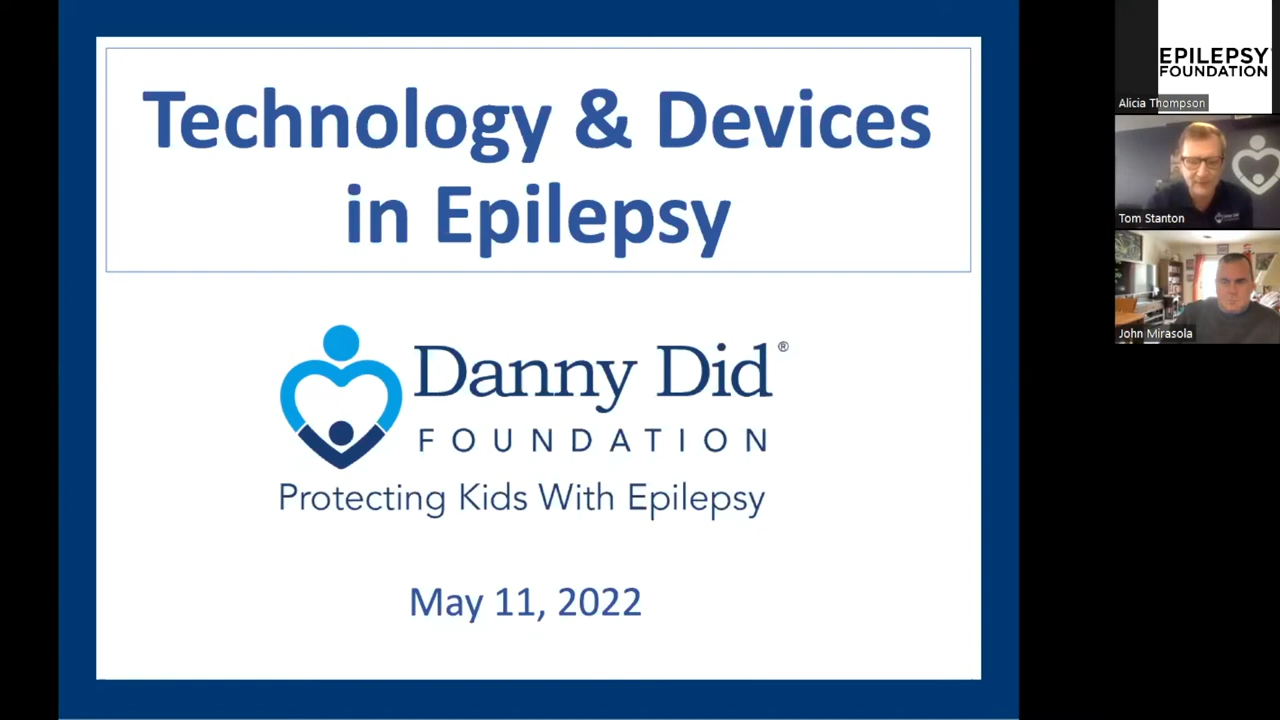 Technology & Devices
in Epilepsy
Danny Did®
FOUNDATION
Protecting Kids With Epilepsy
May 11, 2022
EPILEPSY
FOUNDATION
Alicia Thompson
Tom Stanton
John Mirasola